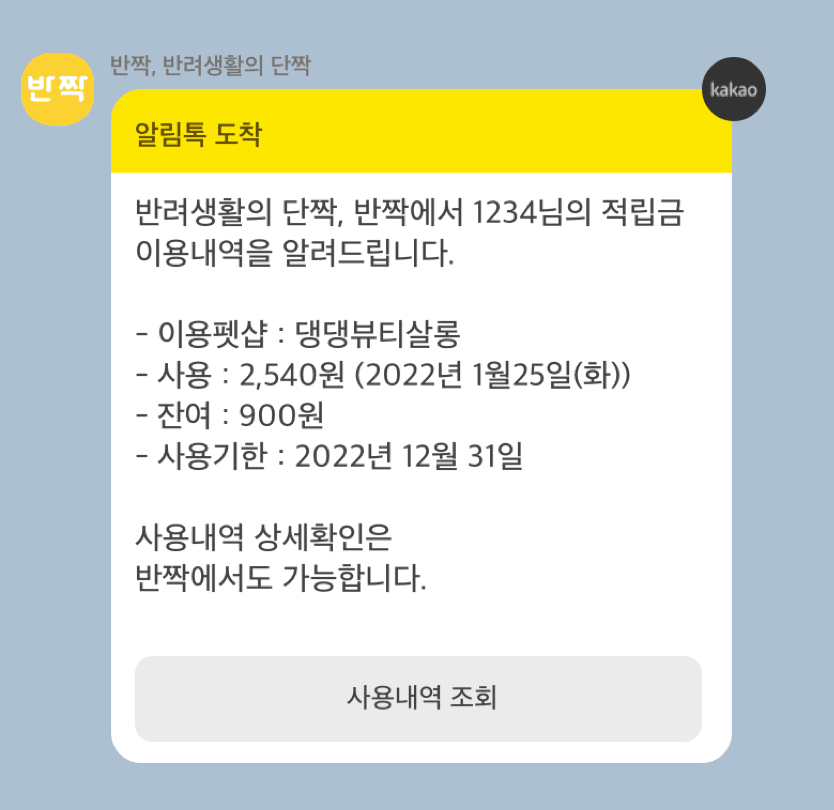 반짝, 반려생활의 단짝
반짝
kakao
알림톡 도착
반려생활의 단짝, 반짝에서 1234님의 적립금
이용내역을 알려드립니다.
- 이용펫샵 : 댕댕뷰티살롱
- 사용 : 2,540원 (2022년 1월25일(화))
- 잔여 : 900원
- 사용기한 : 2022년 12월 31일
사용내역 상세확인은
반짝에서도 가능합니다.
사용내역 조회